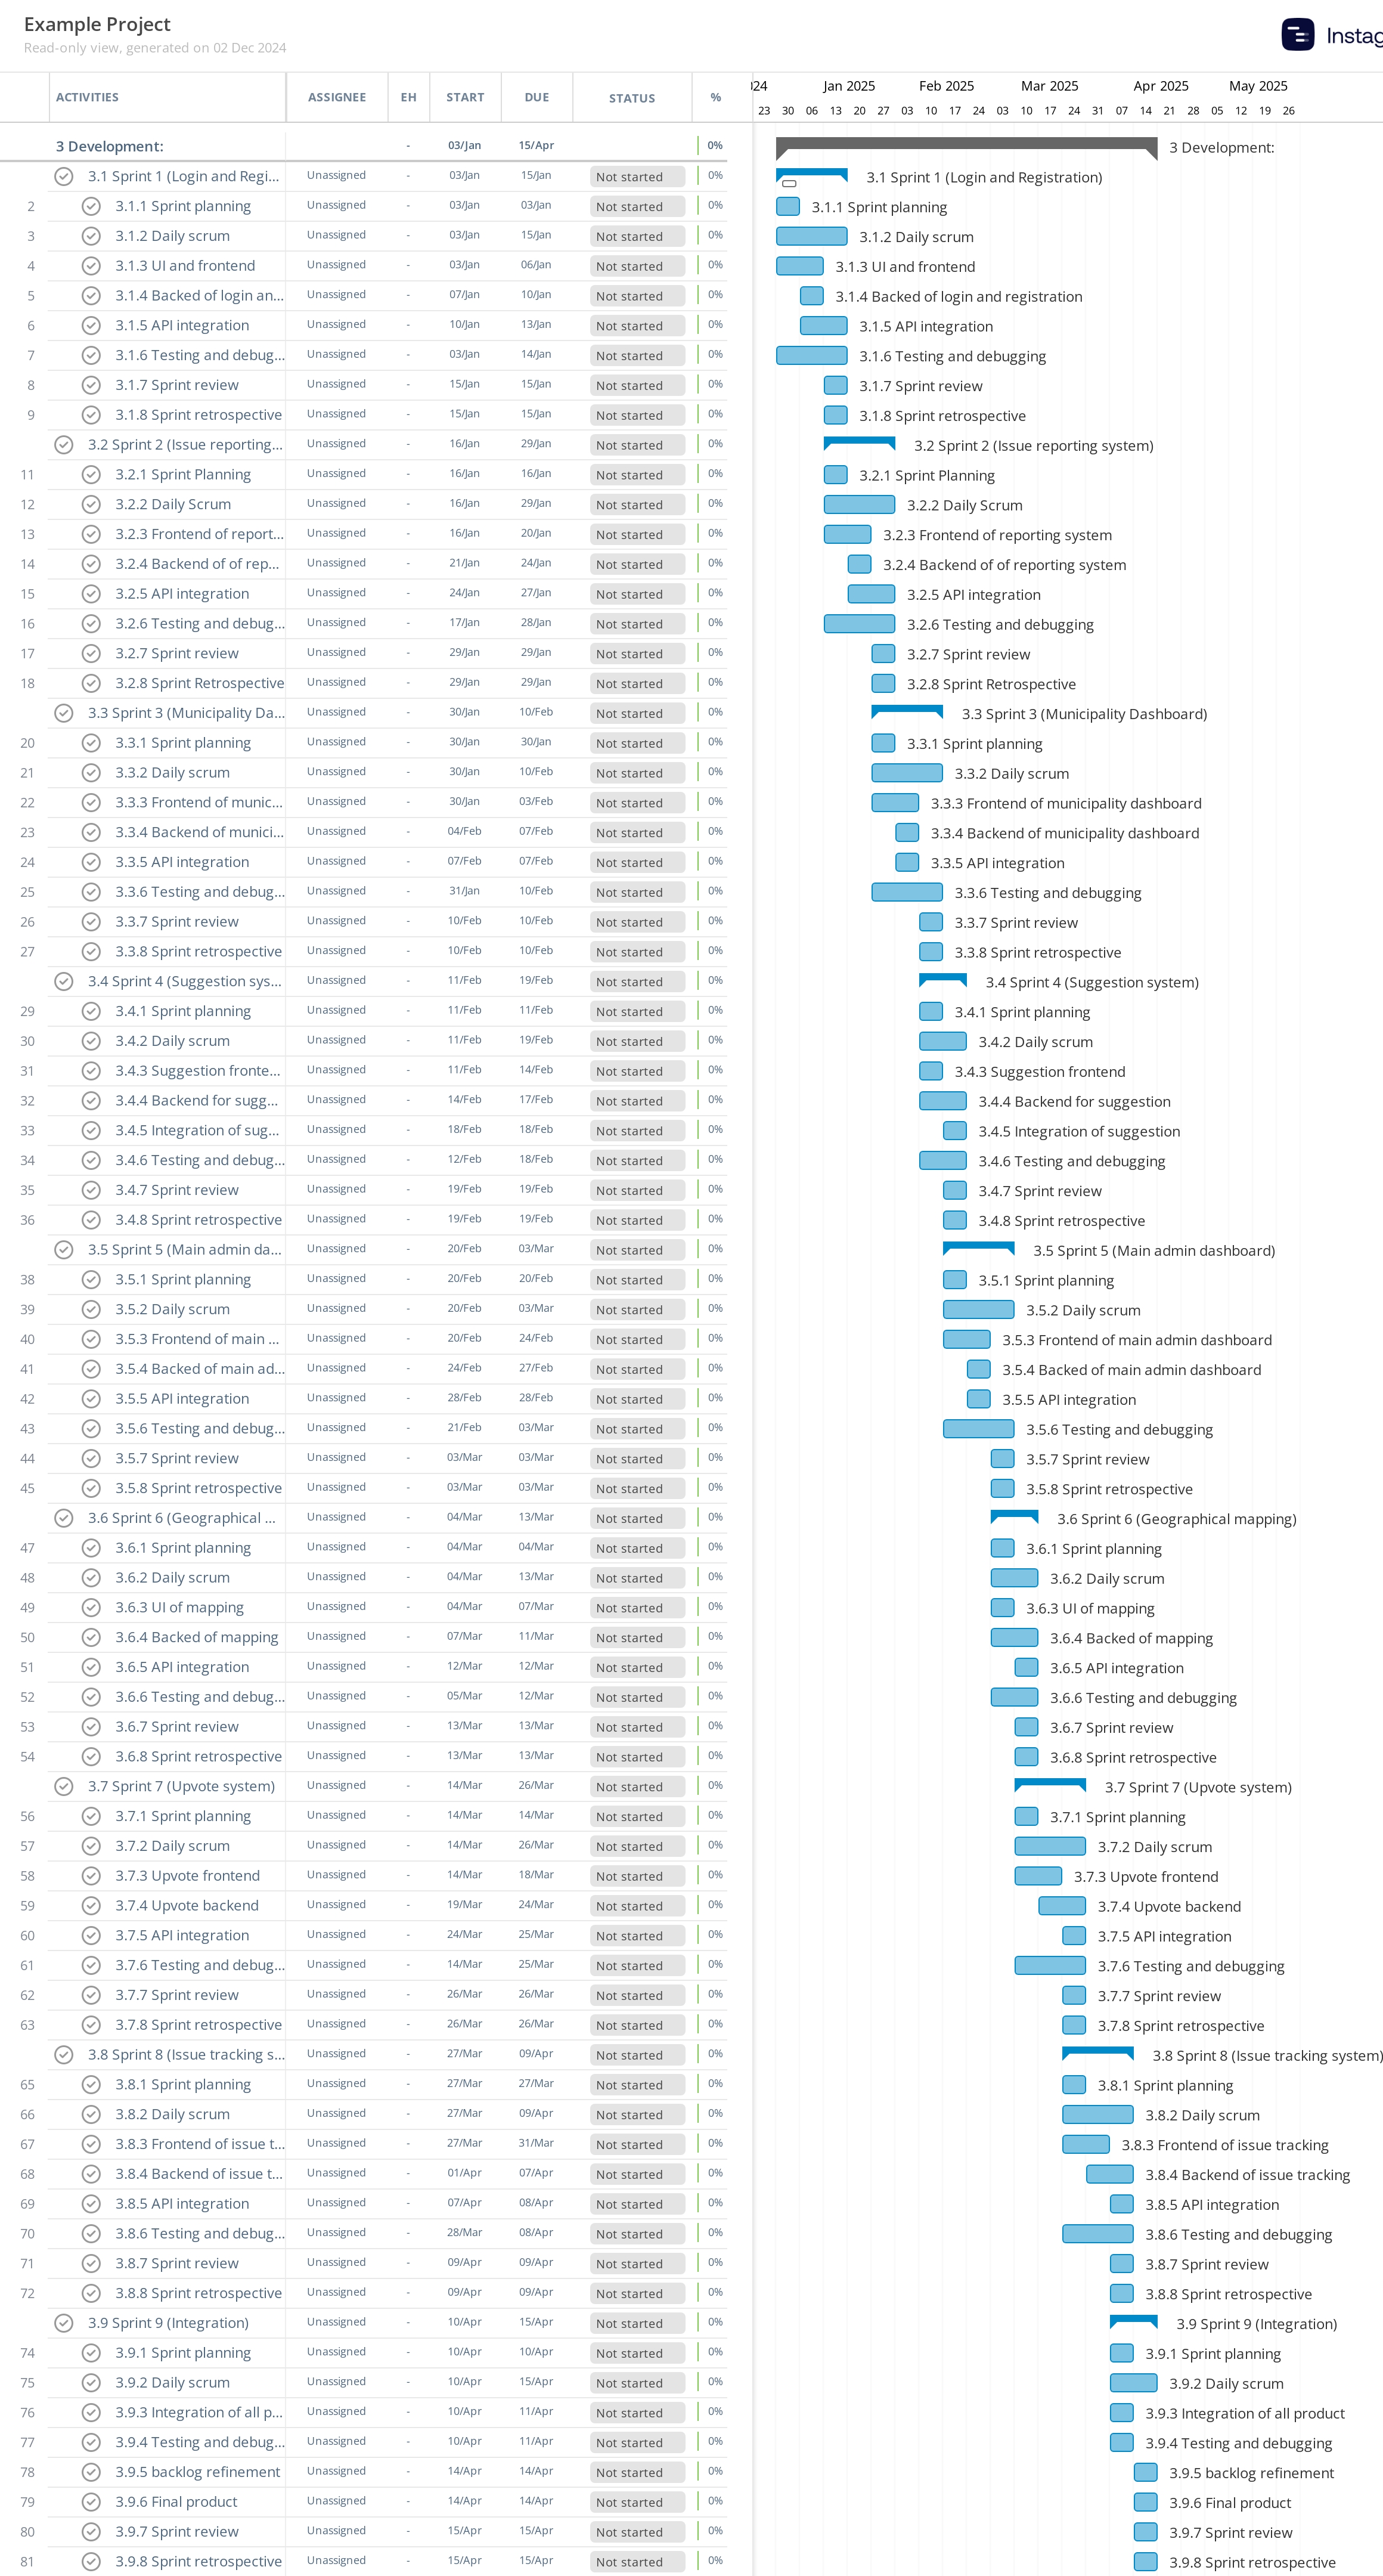 Example Project
Read-only view, generated on 02 Dec 2024
Instag
ACTIVITIES ASSIGNEE EH START DUE STATUS %
24 Jan 2025 Feb 2025 Mar 2025 Apr 2025 May 2025
23 30 06 13 20 27 03 10 17 24 03 10 17 24 31 07 14 21 28 05 12 19 26
3 Development: - 03/Jan 15/Apr 0% 3 Development:
3.1 Sprint 1 (Login and Regi... Unassigned - 03/Jan 15/Jan Not started 0% 3.1 Sprint 1 (Login and Registration)
2 3.1.1 Sprint planning Unassigned - 03/Jan 03/Jan Not started 0% 3.1.1 Sprint planning
3 3.1.2 Daily scrum Unassigned - 03/Jan 15/Jan Not started 0% 3.1.2 Daily scrum
4 3.1.3 UI and frontend Unassigned - 03/Jan 06/Jan Not started 0% 3.1.3 UI and frontend
5 3.1.4 Backed of login an... Unassigned - 07/Jan 10/Jan Not started 0% 3.1.4 Backed of login and registration
6 3.1.5 API integration Unassigned - 10/Jan 13/Jan Not started 0% 3.1.5 API integration
7 3.1.6 Testing and debug... Unassigned - 03/Jan 14/Jan Not started 0% 3.1.6 Testing and debugging
8 3.1.7 Sprint review Unassigned - 15/Jan 15/Jan Not started 0% 3.1.7 Sprint review
9 3.1.8 Sprint retrospective Unassigned - 15/Jan 15/Jan Not started 0% 3.1.8 Sprint retrospective
3.2 Sprint 2 (Issue reporting... Unassigned - 16/Jan 29/Jan Not started 0% 3.2 Sprint 2 (Issue reporting system)
11 3.2.1 Sprint Planning Unassigned - 16/Jan 16/Jan Not started 0% 3.2.1 Sprint Planning
12 3.2.2 Daily Scrum Unassigned - 16/Jan 29/Jan Not started 0% 3.2.2 Daily Scrum
13 3.2.3 Frontend of report... Unassigned - 16/Jan 20/Jan Not started 0% 3.2.3 Frontend of reporting system
14 3.2.4 Backend of of rep... Unassigned - 21/Jan 24/Jan Not started 0% 3.2.4 Backend of of reporting system
15 3.2.5 API integration Unassigned - 24/Jan 27/Jan Not started 0% 3.2.5 API integration
16 3.2.6 Testing and debug... Unassigned - 17/Jan 28/Jan Not started 0% 3.2.6 Testing and debugging
17 3.2.7 Sprint review Unassigned - 29/Jan 29/Jan Not started 0% 3.2.7 Sprint review
18 3.2.8 Sprint Retrospective Unassigned - 29/Jan 29/Jan Not started 0% 3.2.8 Sprint Retrospective
3.3 Sprint 3 (Municipality Da... Unassigned - 30/Jan 10/Feb Not started 0% 3.3 Sprint 3 (Municipality Dashboard)
20 3.3.1 Sprint planning Unassigned - 30/Jan 30/Jan Not started 0% 3.3.1 Sprint planning
21 3.3.2 Daily scrum Unassigned - 30/Jan 10/Feb Not started 0% 3.3.2 Daily scrum
22 3.3.3 Frontend of munic... Unassigned - 30/Jan 03/Feb Not started 0% 3.3.3 Frontend of municipality dashboard
23 3.3.4 Backend of munici... Unassigned - 04/Feb 07/Feb Not started 0% 3.3.4 Backend of municipality dashboard
24 3.3.5 API integration Unassigned - 07/Feb 07/Feb Not started 0% 3.3.5 API integration
25 3.3.6 Testing and debug... Unassigned - 31/Jan 10/Feb Not started 0% 3.3.6 Testing and debugging
26 3.3.7 Sprint review Unassigned - 10/Feb 10/Feb Not started 0% 3.3.7 Sprint review
27 3.3.8 Sprint retrospective Unassigned - 10/Feb 10/Feb Not started 0% 3.3.8 Sprint retrospective
3.4 Sprint 4 (Suggestion sys... Unassigned - 11/Feb 19/Feb Not started 0% 3.4 Sprint 4 (Suggestion system)
29 3.4.1 Sprint planning Unassigned - 11/Feb 11/Feb Not started 0% 3.4.1 Sprint planning
30 3.4.2 Daily scrum Unassigned - 11/Feb 19/Feb Not started 0% 3.4.2 Daily scrum
31 3.4.3 Suggestion fronte... Unassigned - 11/Feb 14/Feb Not started 0% 3.4.3 Suggestion frontend
32 3.4.4 Backend for sugg... Unassigned - 14/Feb 17/Feb Not started 0% 3.4.4 Backend for suggestion
33 3.4.5 Integration of sug... Unassigned - 18/Feb 18/Feb Not started 0% 3.4.5 Integration of suggestion
34 3.4.6 Testing and debug... Unassigned - 12/Feb 18/Feb Not started 0% 3.4.6 Testing and debugging
35 3.4.7 Sprint review Unassigned - 19/Feb 19/Feb Not started 0% 3.4.7 Sprint review
36 3.4.8 Sprint retrospective Unassigned - 19/Feb 19/Feb Not started 0% 3.4.8 Sprint retrospective
3.5 Sprint 5 (Main admin da... Unassigned - 20/Feb 03/Mar Not started 0% 3.5 Sprint 5 (Main admin dashboard)
38 3.5.1 Sprint planning Unassigned - 20/Feb 20/Feb Not started 0% 3.5.1 Sprint planning
39 3.5.2 Daily scrum Unassigned - 20/Feb 03/Mar Not started 0% 3.5.2 Daily scrum
40 3.5.3 Frontend of main ... Unassigned - 20/Feb 24/Feb Not started 0% 3.5.3 Frontend of main admin dashboard
41 3.5.4 Backed of main ad... Unassigned - 24/Feb 27/Feb Not started 0% 3.5.4 Backed of main admin dashboard
42 3.5.5 API integration Unassigned - 28/Feb 28/Feb Not started 0% 3.5.5 API integration
43 3.5.6 Testing and debug... Unassigned - 21/Feb 03/Mar Not started 0% 3.5.6 Testing and debugging
44 3.5.7 Sprint review Unassigned - 03/Mar 03/Mar Not started 0% 3.5.7 Sprint review
45 3.5.8 Sprint retrospective Unassigned - 03/Mar 03/Mar Not started 0% 3.5.8 Sprint retrospective
3.6 Sprint 6 (Geographical ... Unassigned - 04/Mar 13/Mar Not started 0% 3.6 Sprint 6 (Geographical mapping)
47 3.6.1 Sprint planning Unassigned - 04/Mar 04/Mar Not started 0% 3.6.1 Sprint planning
48 3.6.2 Daily scrum Unassigned - 04/Mar 13/Mar Not started 0% 3.6.2 Daily scrum
49 3.6.3 UI of mapping Unassigned - 04/Mar 07/Mar Not started 0% 3.6.3 UI of mapping
50 3.6.4 Backed of mapping Unassigned - 07/Mar 11/Mar Not started 0% 3.6.4 Backed of mapping
51 3.6.5 API integration Unassigned - 12/Mar 12/Mar Not started 0% 3.6.5 API integration
52 3.6.6 Testing and debug... Unassigned - 05/Mar 12/Mar Not started 0% 3.6.6 Testing and debugging
53 3.6.7 Sprint review Unassigned - 13/Mar 13/Mar Not started 0% 3.6.7 Sprint review
54 3.6.8 Sprint retrospective Unassigned - 13/Mar 13/Mar Not started 0% 3.6.8 Sprint retrospective
3.7 Sprint 7 (Upvote system) Unassigned - 14/Mar 26/Mar Not started 0% 3.7 Sprint 7 (Upvote system)
56 3.7.1 Sprint planning Unassigned - 14/Mar 14/Mar Not started 0% 3.7.1 Sprint planning
57 3.7.2 Daily scrum Unassigned - 14/Mar 26/Mar Not started 0% 3.7.2 Daily scrum
58 3.7.3 Upvote frontend Unassigned - 14/Mar 18/Mar Not started 0% 3.7.3 Upvote frontend
59 3.7.4 Upvote backend Unassigned - 19/Mar 24/Mar Not started 0% 3.7.4 Upvote backend
60 3.7.5 API integration Unassigned - 24/Mar 25/Mar Not started 0% 3.7.5 API integration
61 3.7.6 Testing and debug... Unassigned - 14/Mar 25/Mar Not started 0% 3.7.6 Testing and debugging
62 3.7.7 Sprint review Unassigned - 26/Mar 26/Mar Not started 0% 3.7.7 Sprint review
63 3.7.8 Sprint retrospective Unassigned - 26/Mar 26/Mar Not started 0% 3.7.8 Sprint retrospective
3.8 Sprint 8 (Issue tracking s... Unassigned - 27/Mar 09/Apr Not started 0% 3.8 Sprint 8 (Issue tracking system)
65 3.8.1 Sprint planning Unassigned - 27/Mar 27/Mar Not started 0% 3.8.1 Sprint planning
66 3.8.2 Daily scrum Unassigned - 27/Mar 09/Apr Not started 0% 3.8.2 Daily scrum
67 3.8.3 Frontend of issue t... Unassigned - 27/Mar 31/Mar Not started 0% 3.8.3 Frontend of issue tracking
68 3.8.4 Backend of issue t... Unassigned - 01/Apr 07/Apr Not started 0% 3.8.4 Backend of issue tracking
69 3.8.5 API integration Unassigned - 07/Apr 08/Apr Not started 0% 3.8.5 API integration
70 3.8.6 Testing and debug... Unassigned - 28/Mar 08/Apr Not started 0% 3.8.6 Testing and debugging
71 3.8.7 Sprint review Unassigned - 09/Apr 09/Apr Not started 0% 3.8.7 Sprint review
72 3.8.8 Sprint retrospective Unassigned - 09/Apr 09/Apr Not started 0% 3.8.8 Sprint retrospective
3.9 Sprint 9 (Integration) Unassigned - 10/Apr 15/Apr Not started 0% 3.9 Sprint 9 (Integration)
74 3.9.1 Sprint planning Unassigned - 10/Apr 10/Apr Not started 0% 3.9.1 Sprint planning
75 3.9.2 Daily scrum Unassigned - 10/Apr 15/Apr Not started 0% 3.9.2 Daily scrum
76 3.9.3 Integration of all p... Unassigned - 10/Apr 11/Apr Not started 0% 3.9.3 Integration of all product
77 3.9.4 Testing and debug... Unassigned - 10/Apr 11/Apr Not started 0% 3.9.4 Testing and debugging
78 3.9.5 backlog refinement Unassigned - 14/Apr 14/Apr Not started 0% 3.9.5 backlog refinement
79 3.9.6 Final product Unassigned - 14/Apr 14/Apr Not started 0% 3.9.6 Final product
80 3.9.7 Sprint review Unassigned - 15/Apr 15/Apr Not started 0% 3.9.7 Sprint review
81 3.9.8 Sprint retrospective Unassigned - 15/Apr 15/Apr Not started 0% 3.9.8 Sprint retrospective